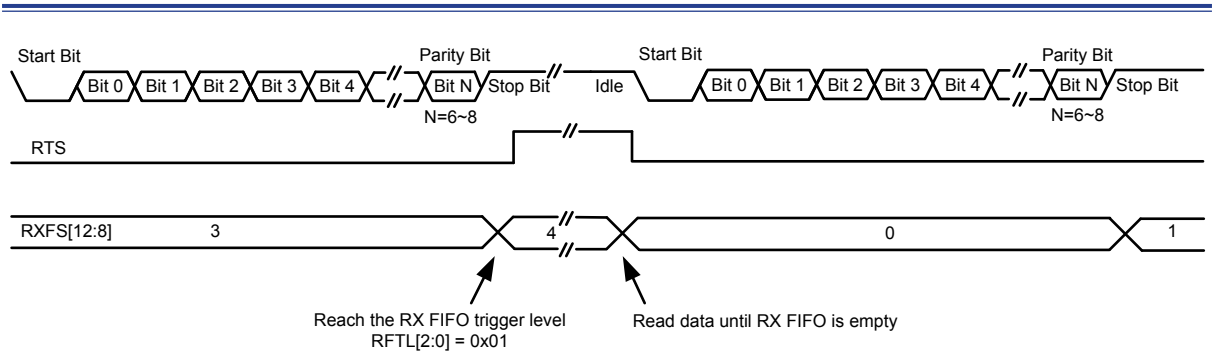 Start Bit Parity Bit Start Bit Parity Bit
Bit 0 Bit 1 Bit 2 Bit 3 Bit 4 Bit N Stop Bit Idle Bit 0 Bit 1 Bit 2 Bit 3 Bit 4 Bit N Stop Bit
N=6~8 N=6~8
RTS
RXFS[12:8] 3 4 0 1
Reach the RX FIFO trigger level Read data until RX FIFO is empty
RFTL[2:0] = 0x01